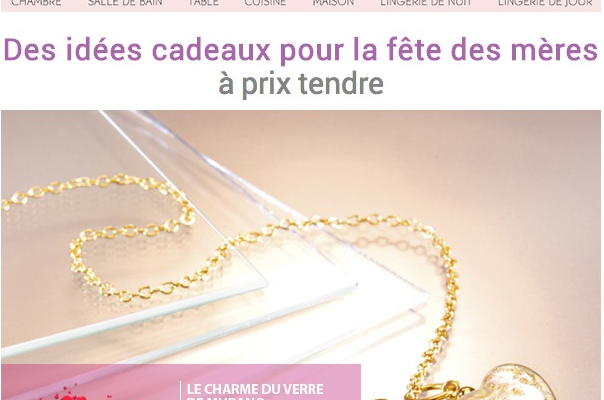 CHAMBRE SALLE DE BAIN TABLE CUISINE MAISON LINGERIE DE NUIT LINGERIE DE JOUR
Des idées cadeaux pour la fête des mères
à prix tendre
LE CHARME DU VERRE
DE MURANO